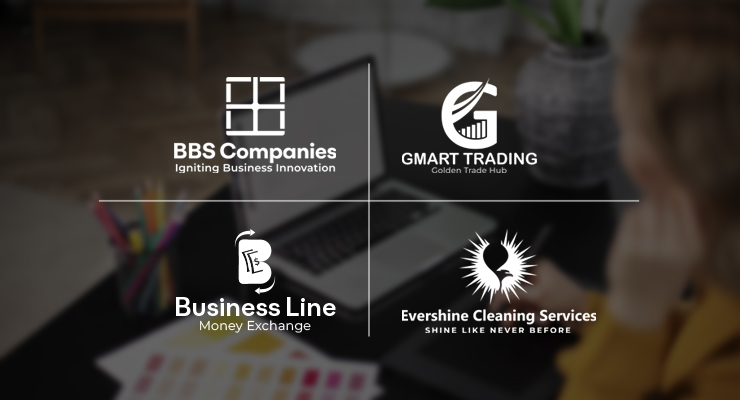 BBS Companies
Igniting Business Innovation
GMART TRADING
Golden Trade Hub
Business Line
Money Exchange
Evershine Cleaning Services
SHINE LIKE NEVER BEFORE